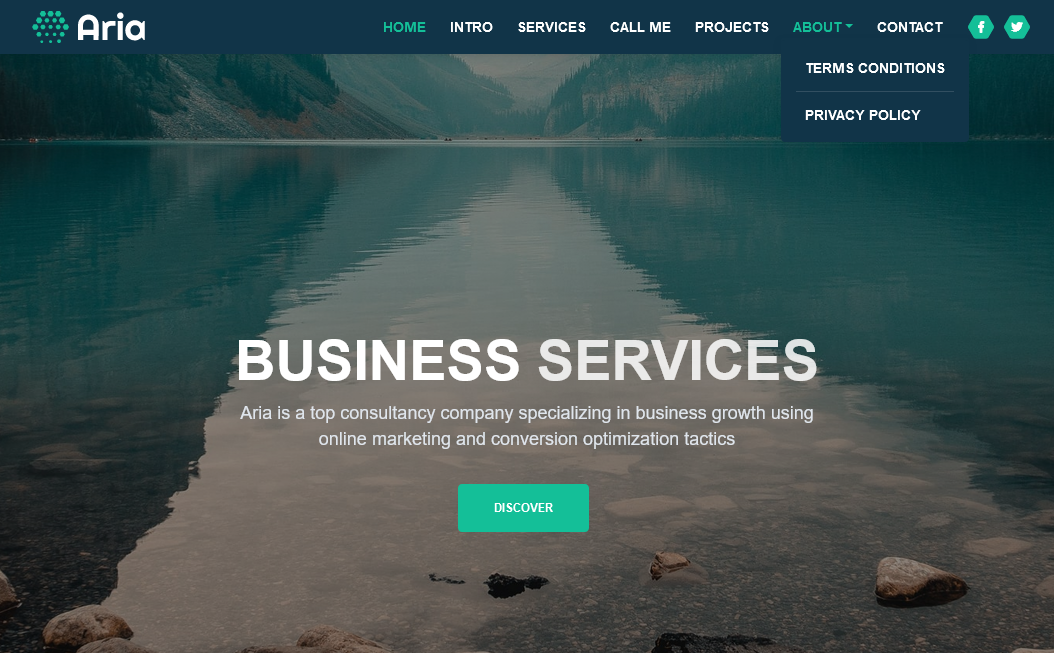 Aria
HOME INTRO SERVICES CALL ME PROJECTS ABOUT CONTACT
TERMS CONDITIONS
PRIVACY POLICY
BUSINESS SERVICES
Aria is a top consultancy company specializing in business growth using
online marketing and conversion optimization tactics
DISCOVER